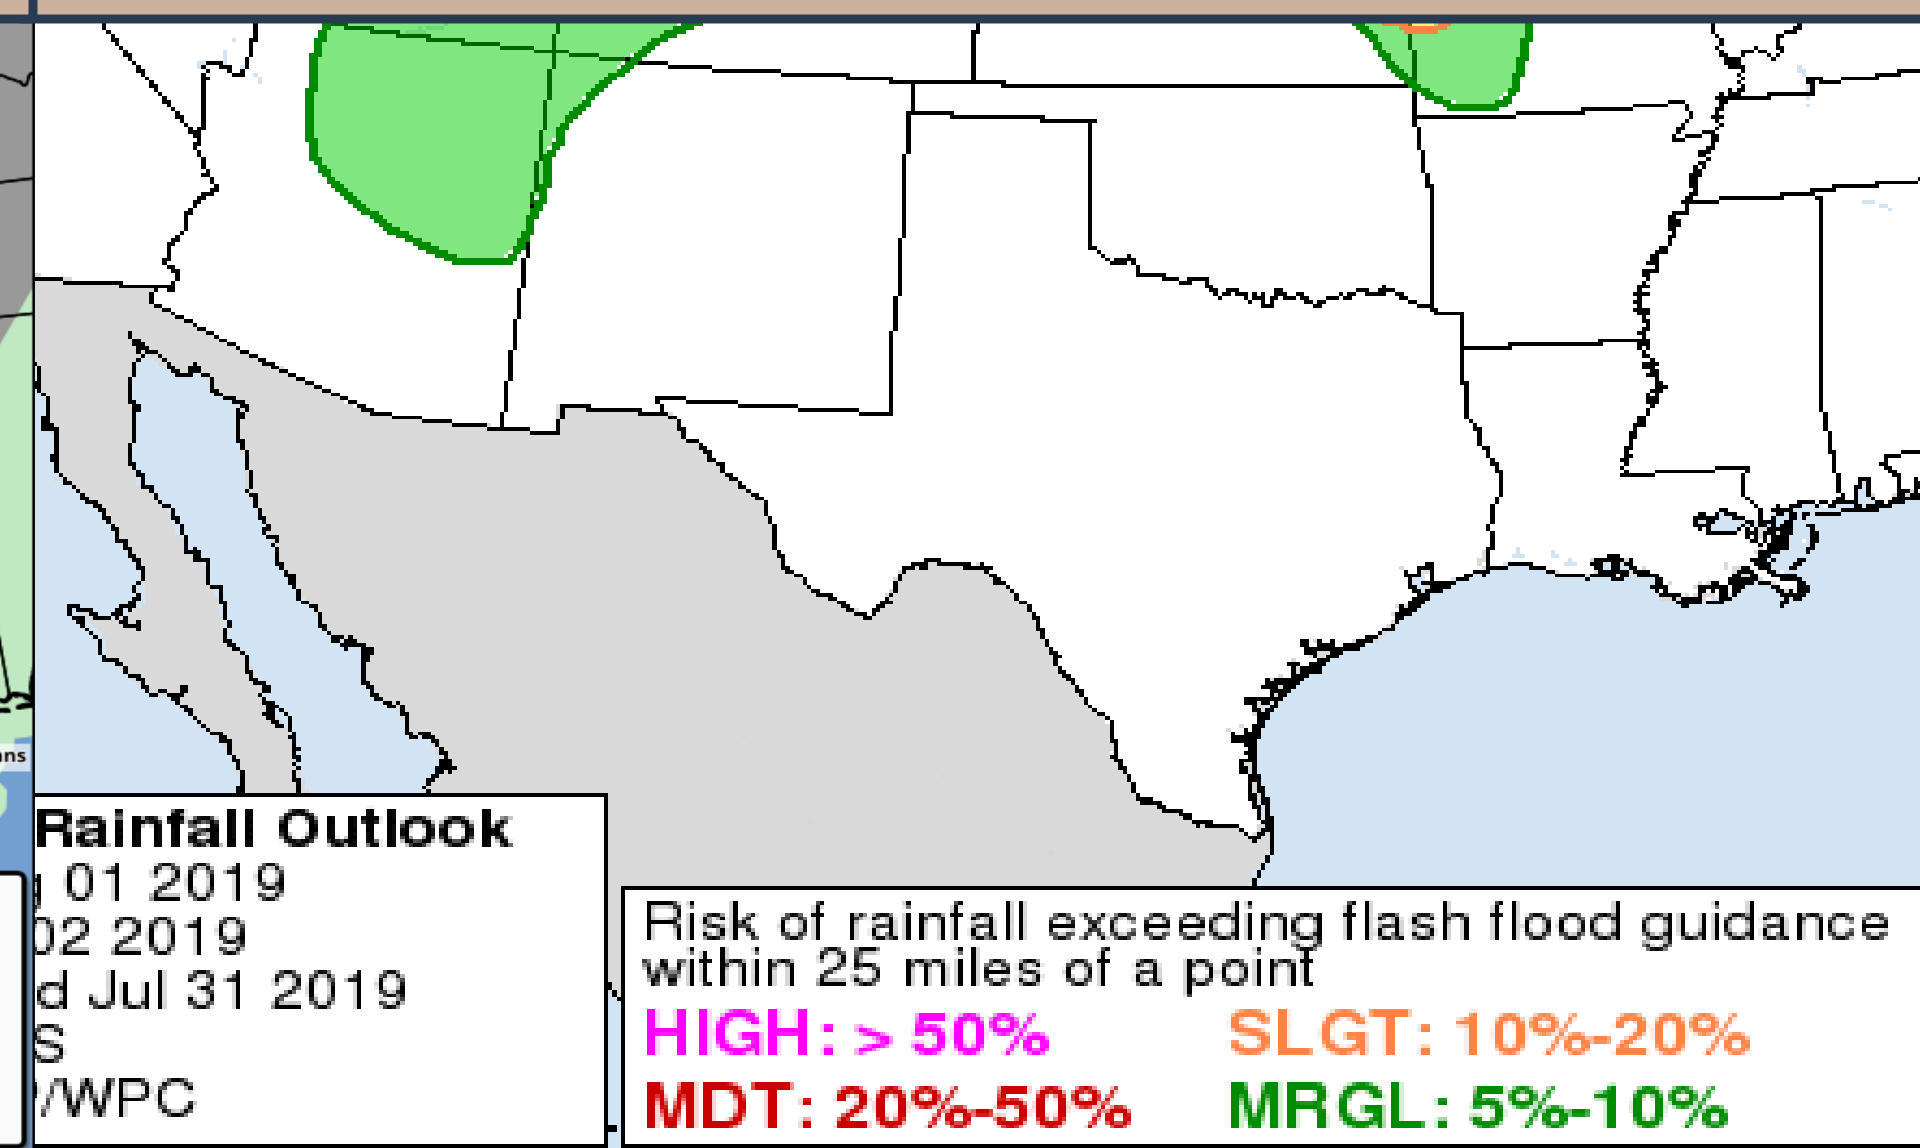 Rainfall Outlook
01 2019
02 2019
d Jul 31 2019
S
/WPC
ns
Risk of rainfall exceeding flash flood guidance
within 25 miles of a point
HIGH: > 50% SLGT: 10%-20%
MDT: 20%-50% MRGL: 5%-10%